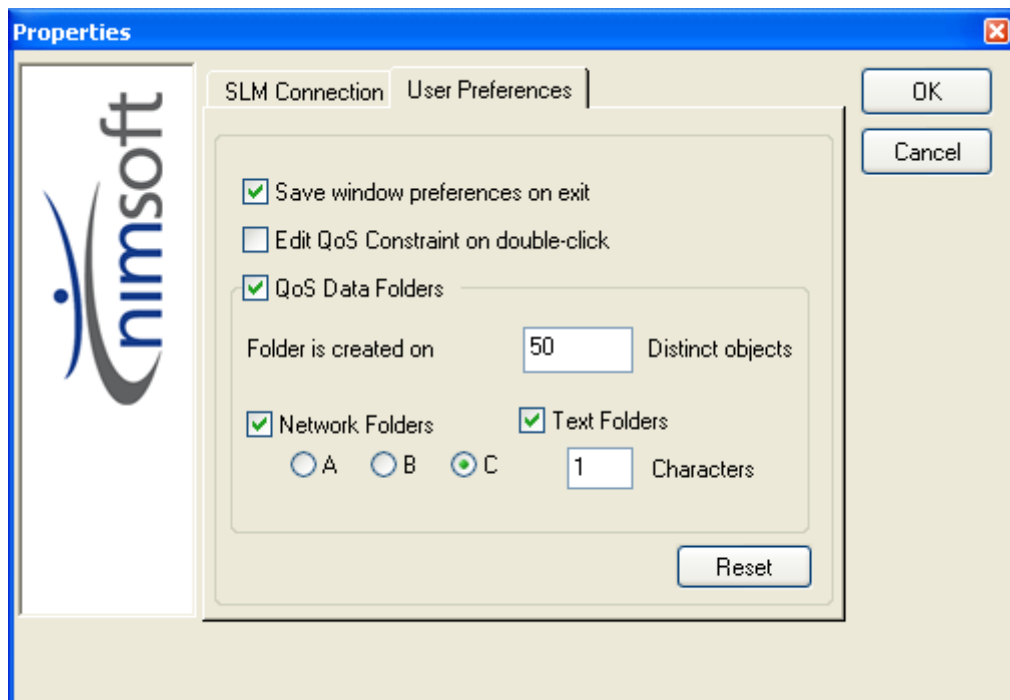 Properties
nimsoft
SLM Connection
User Preferences
OK
Cancel
Save window preferences on exit
Edit QoS Constraint on double-click
QoS Data Folders
Folder is created on 50 Distinct objects
Network Folders
Text Folders
A B C
1 Characters
Reset